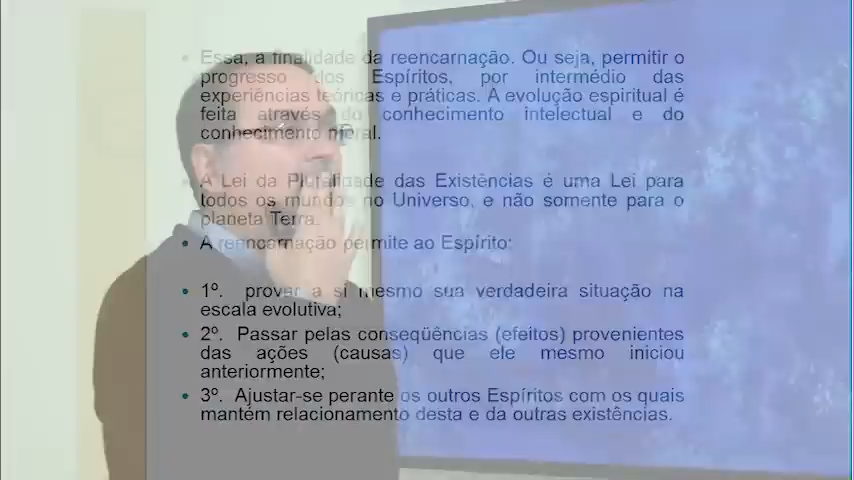 • Essa, a finalidade da reencarnação. Ou seja, permitir o
progresso dos Espíritos, por intermédio das
experiências teóricas e práticas. A evolução espiritual é
feita através do conhecimento intelectual e do
conhecimento moral.
• A Lei da Pluralidade das Existências é uma Lei para
todos os mundos no Universo, e não somente para o
planeta Terra.
• A reencarnação permite ao Espírito:
• 1º. provar a si mesmo sua verdadeira situação na
escala evolutiva;
• 2º. Passar pelas conseqüências (efeitos) provenientes
das ações (causas) que ele mesmo iniciou
anteriormente;
• 3º. Ajustar-se perante os outros Espíritos com os quais
mantém relacionamento desta e da outras existências.